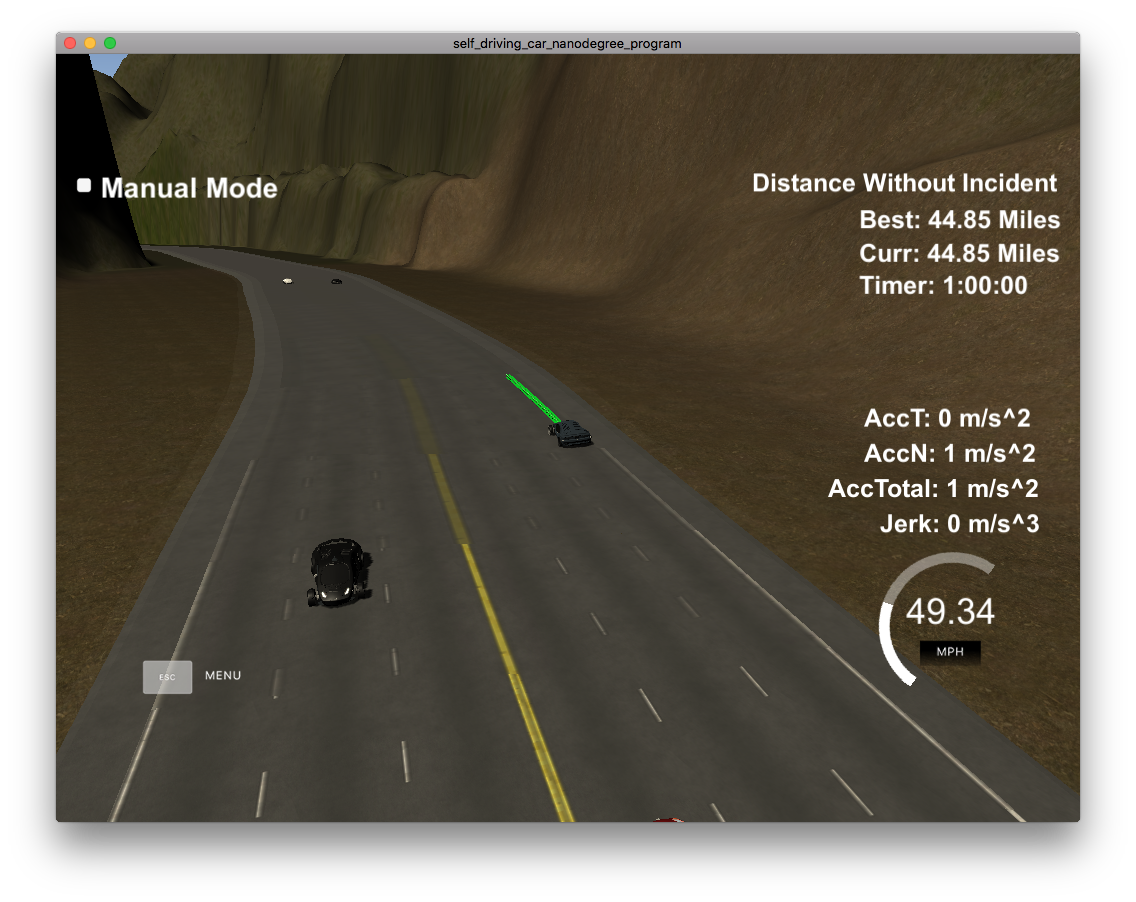 self_driving_car_nanodegree_program
Manual Mode
Distance Without Incident
Best: 44.85 Miles
Curr: 44.85 Miles
Timer: 1:00:00
AccT: 0 m/s^2
AccN: 1 m/s^2
AccTotal: 1 m/s^2
Jerk: 0 m/s^3
49.34
MPH
ESC MENU